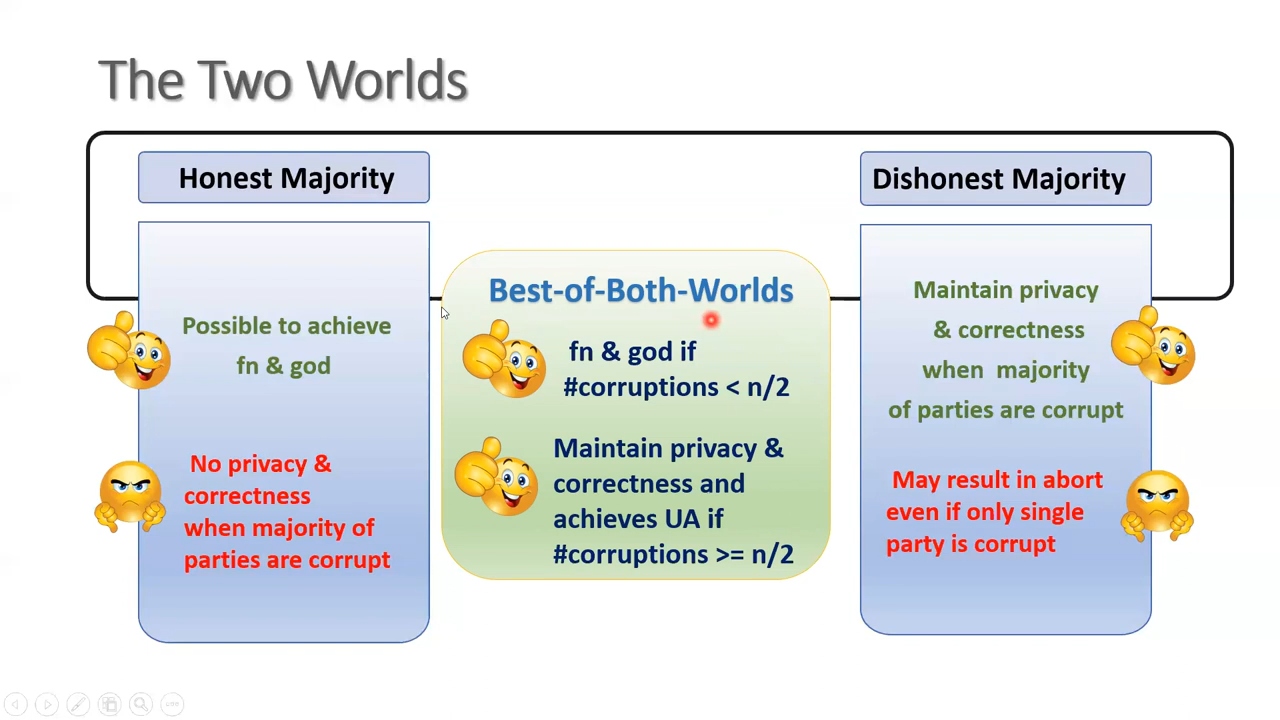 The Two Worlds
Honest Majority
Possible to achieve
fn & god
No privacy &
correctness
when majority of
parties are corrupt
Best-of-Both-Worlds
fn & god if
#corruptions < n/2
Maintain privacy &
correctness and
achieves UA if
#corruptions >= n/2
Dishonest Majority
Maintain privacy
& correctness
when majority
of parties are corrupt
May result in abort
even if only single
party is corrupt